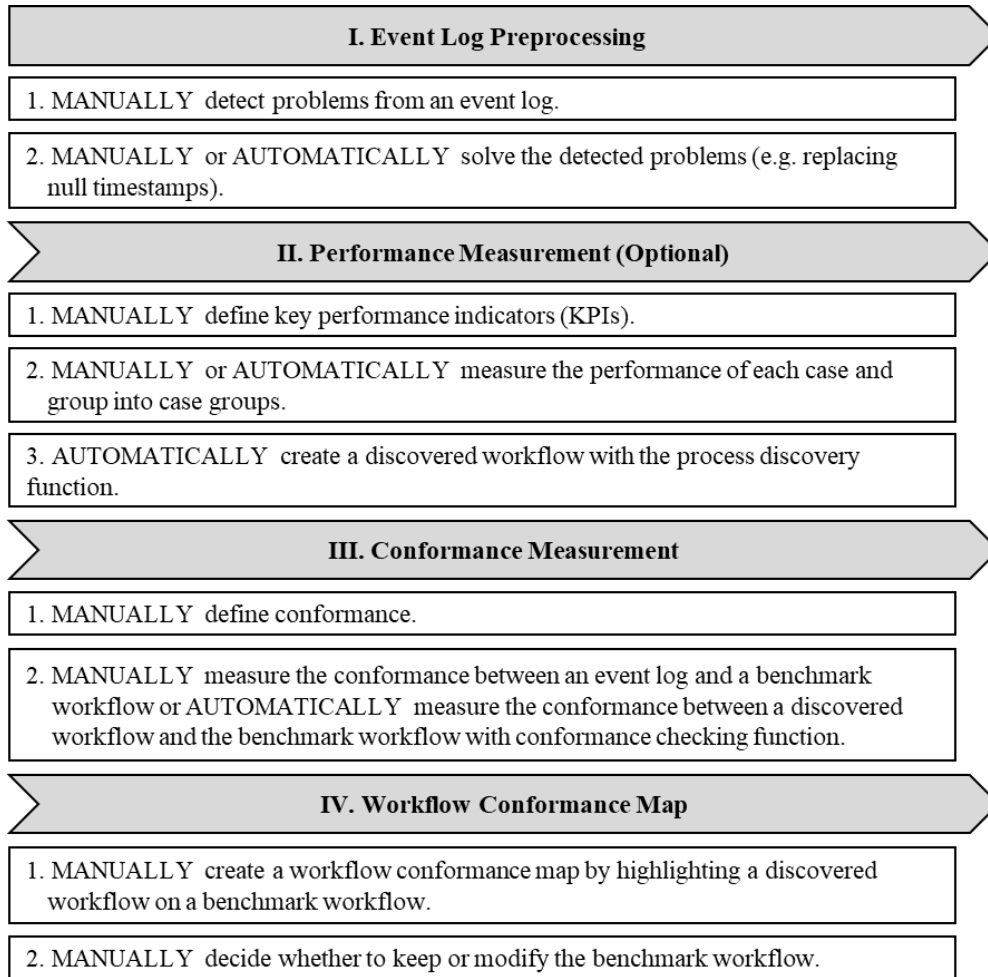 I. Event Log Preprocessing
1. MANUALLY detect problems from an event log.
2. MANUALLY or AUTOMATICALLY solve the detected problems (e.g. replacing
null timestamps).
II. Performance Measurement (Optional)
1. MANUALLY define key performance indicators (KPIs).
2. MANUALLY or AUTOMATICALLY measure the performance of each case and
group into case groups.
3. AUTOMATICALLY create a discovered workflow with the process discovery
function.
III. Conformance Measurement
1. MANUALLY define conformance.
2. MANUALLY measure the conformance between an event log and a benchmark
workflow or AUTOMATICALLY measure the conformance between a discovered
workflow and the benchmark workflow with conformance checking function.
IV. Workflow Conformance Map
1. MANUALLY create a workflow conformance map by highlighting a discovered
workflow on a benchmark workflow.
2. MANUALLY decide whether to keep or modify the benchmark workflow.